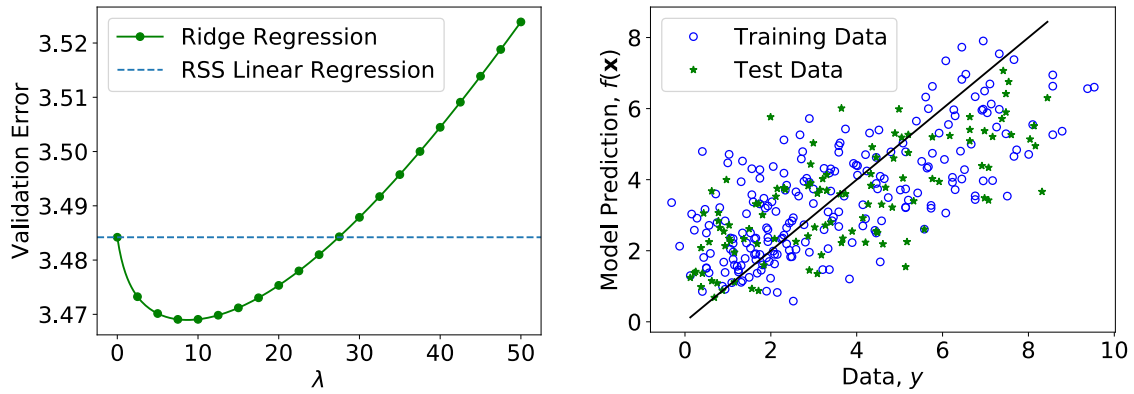 3.52
3.51
3.50
3.49
3.48
3.47
Validation Error
Ridge Regression
RSS Linear Regression
0 10 20 30 40 50
λ
8
6
4
2
0
Model Prediction, f(x)
Training Data
Test Data
0 2 4 6 8 10
Data, y